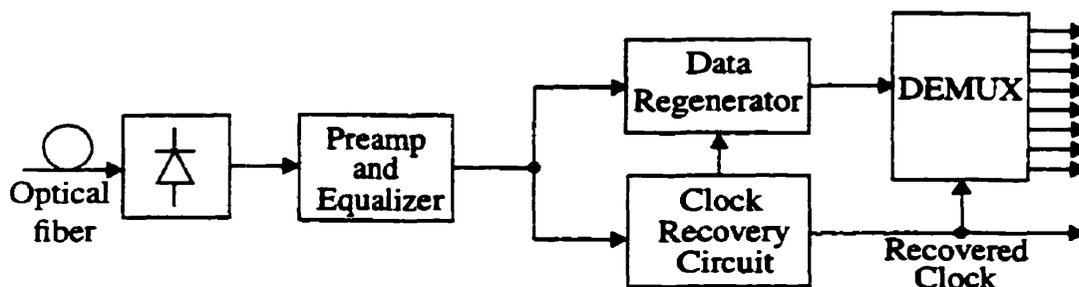 Optical
fiber
Preamp
and
Equalizer
Data
Regenerator
Clock
Recovery
Circuit
DEMUX
Recovered
Clock